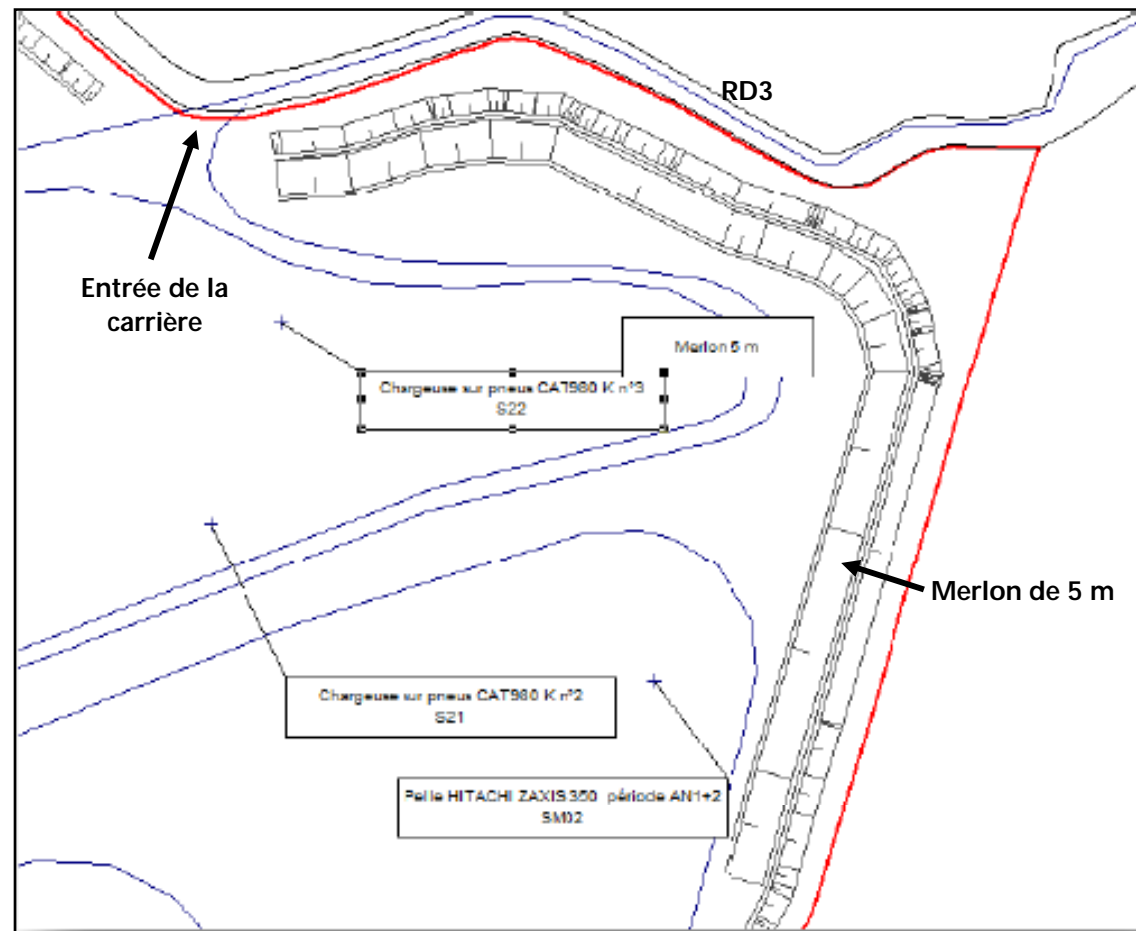 RD3
Entrée de la
carrière
Merlon 5 m
Chargeuse sur pneus CAT980 K n°3
S22
Merlon de 5 m
Chargeuse sur pneus CAT980 K n°2
S21
Pelle HITACHI ZAXIS 350 période AN1+2
SM02